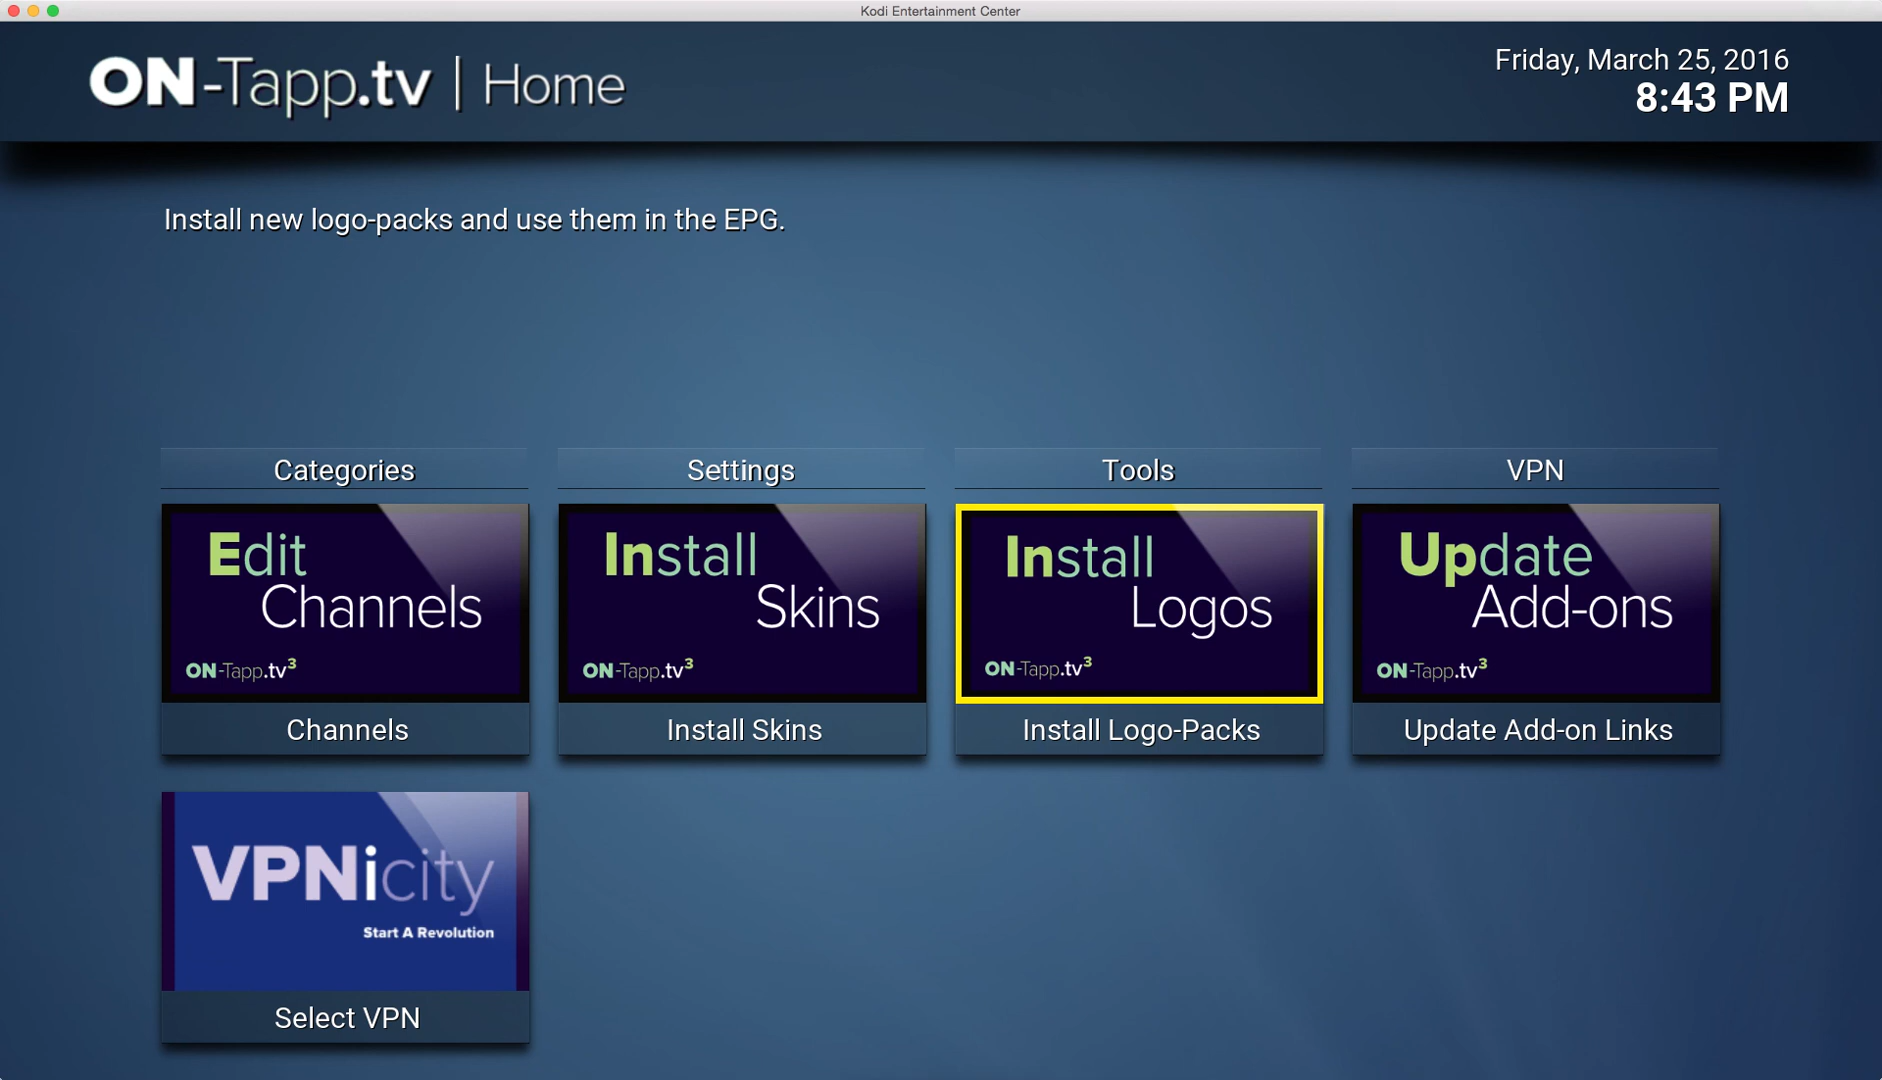 Kodi Entertainment Center
ON-Tapp.tv | Home
Friday, March 25, 2016
8:43 PM
Install new logo-packs and use them in the EPG.
Categories
Settings
Tools
VPN
Edit
Channels
ON-Tapp.tv³
Channels
Install
Skins
ON-Tapp.tv³
Install Skins
Install
Logos
ON-Tapp.tv³
Install Logo-Packs
Update
Add-ons
ON-Tapp.tv³
Update Add-on Links
VPNicity
Start A Revolution
Select VPN